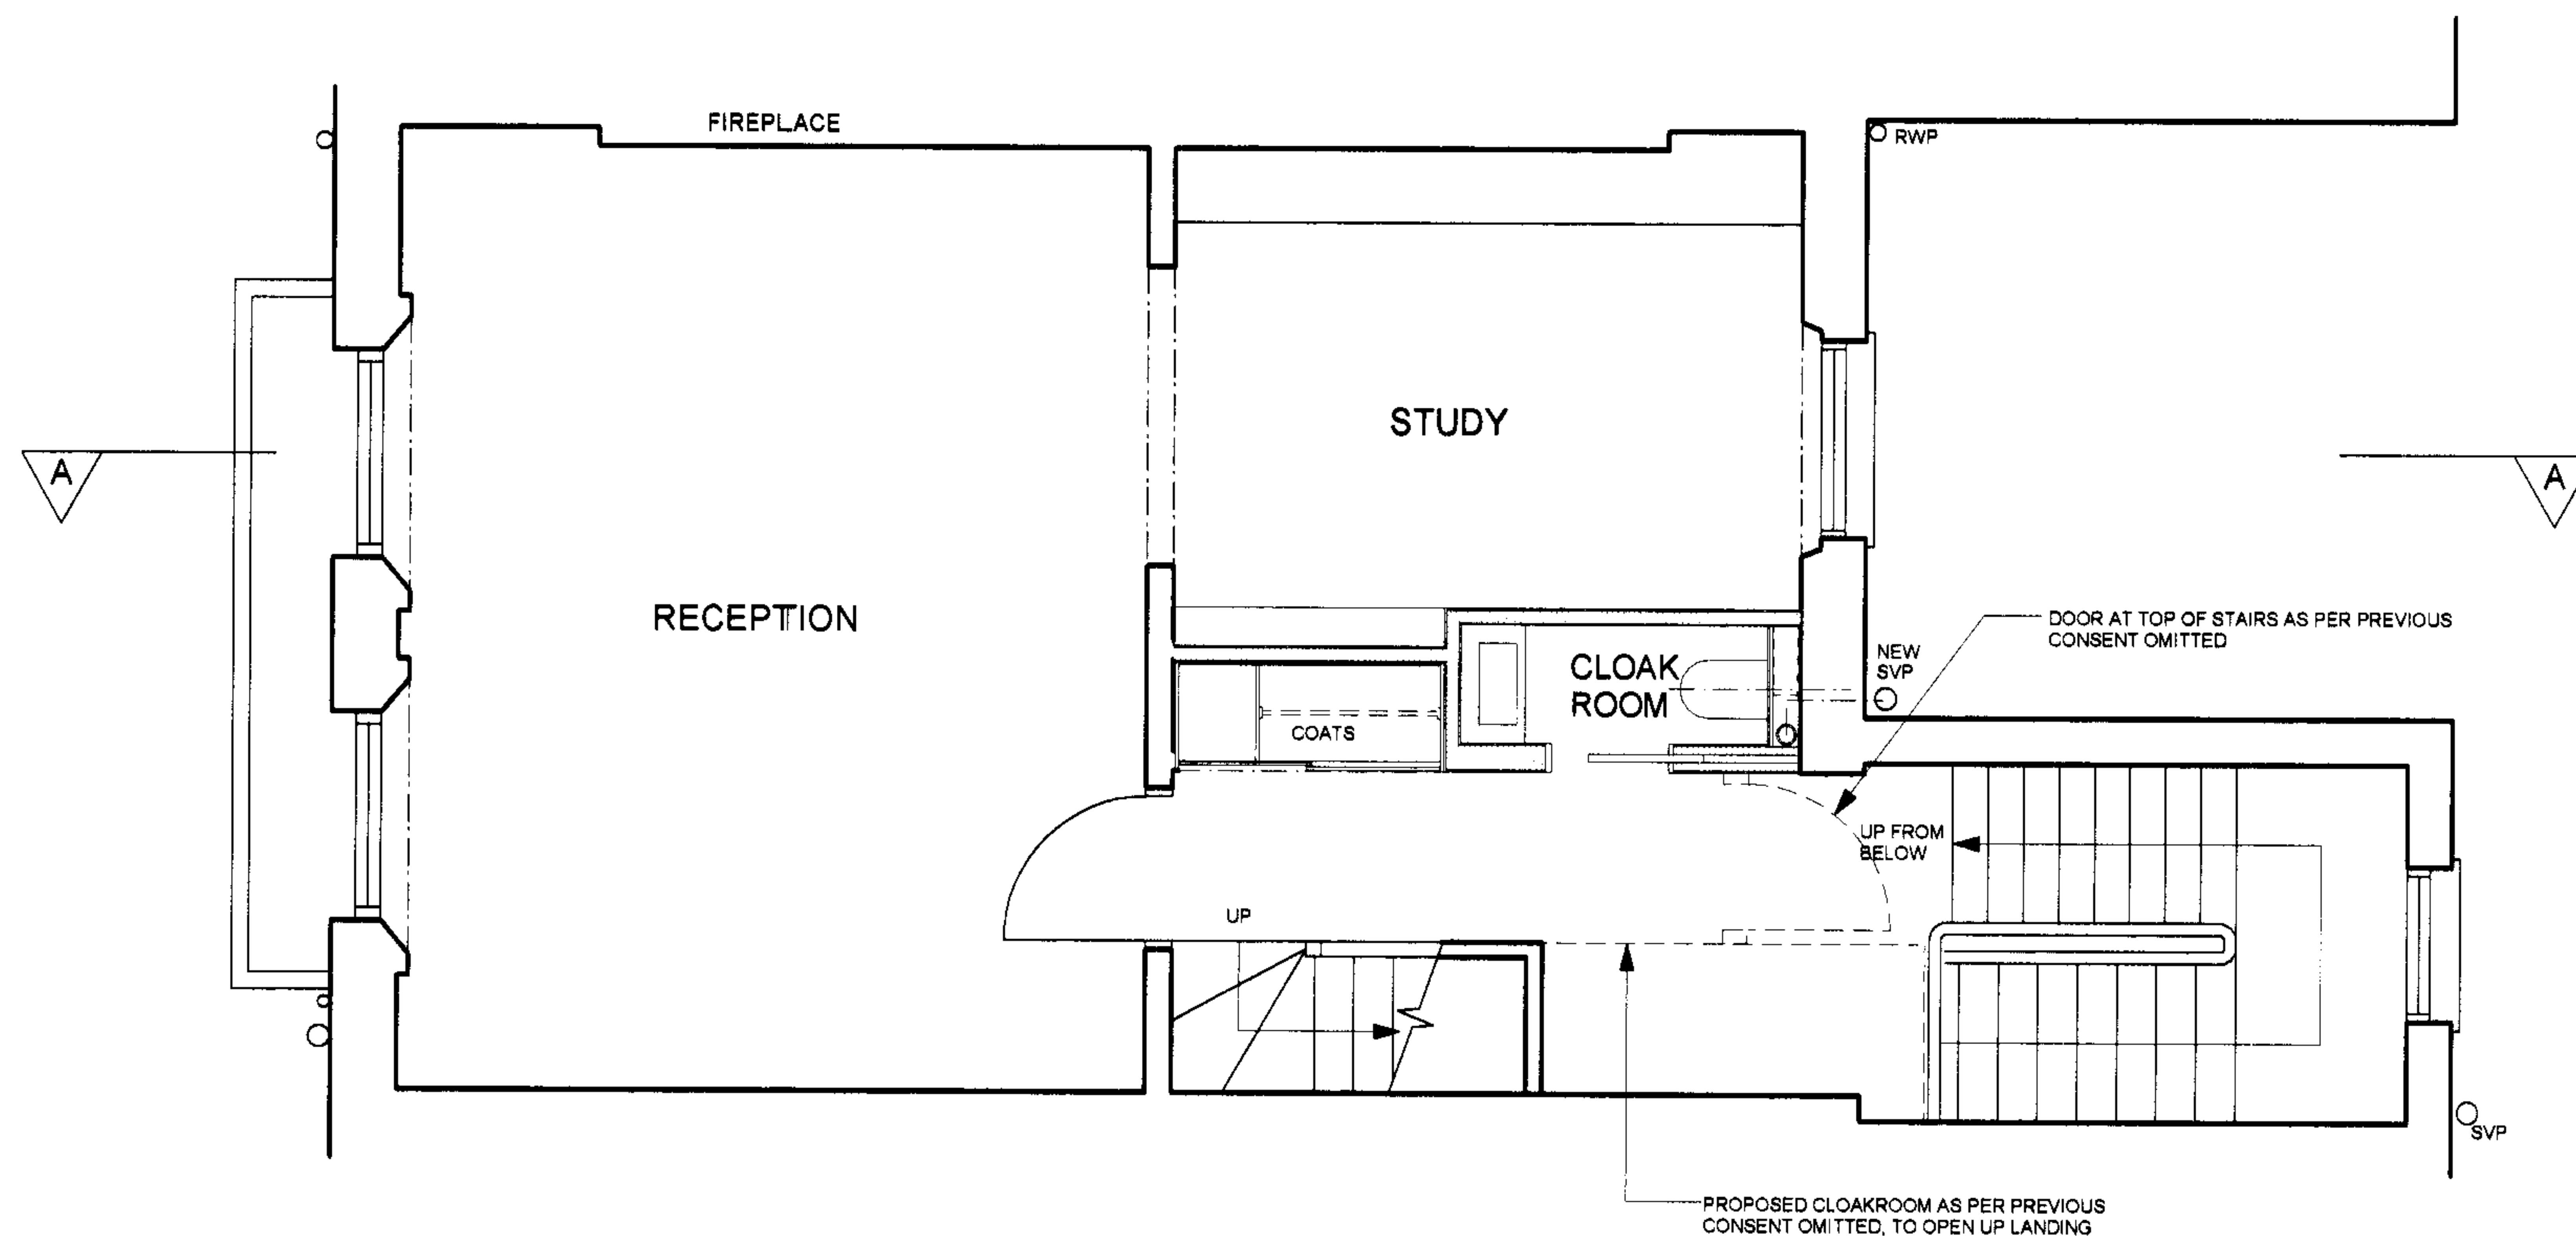 FIREPLACE
RWP
STUDY
A
A
RECEPTION
DOOR AT TOP OF STAIRS AS PER PREVIOUS
CONSENT OMITTED
NEW
SVP
CLOAK
ROOM
COATS
UP FROM
BELOW
UP
SVP
PROPOSED CLOAKROOM AS PER PREVIOUS
CONSENT OMITTED, TO OPEN UP LANDING